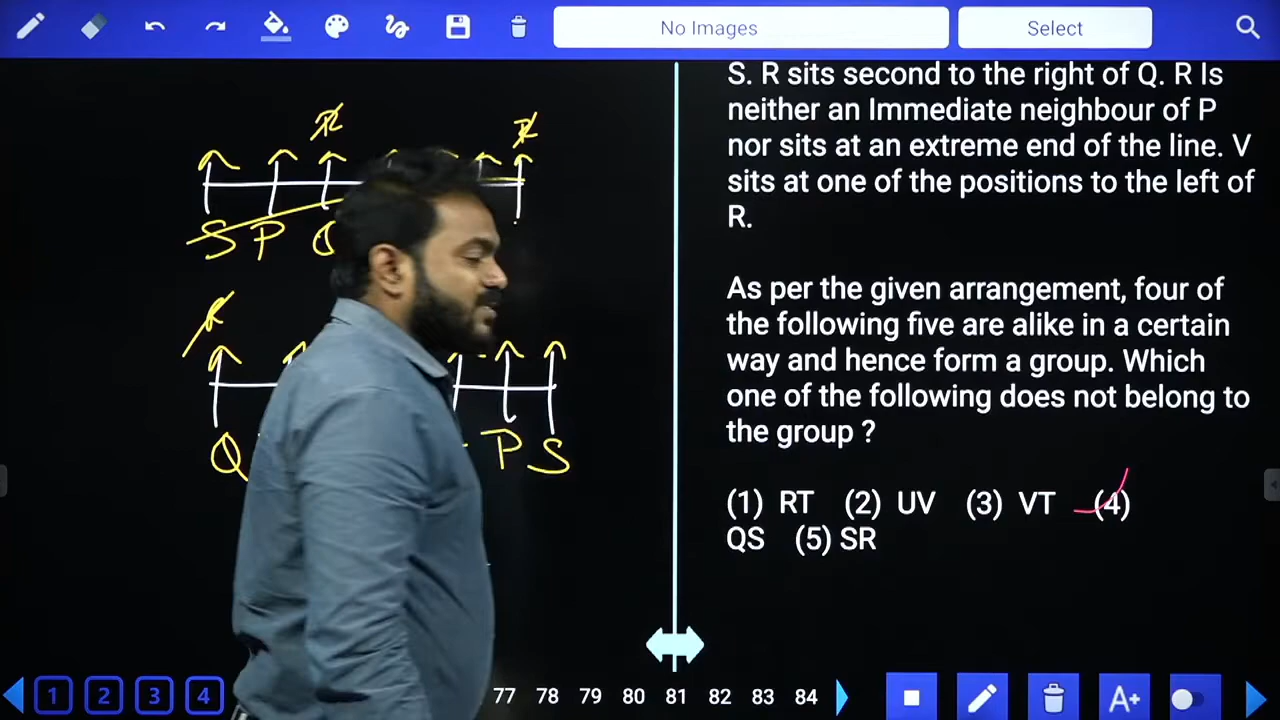 No Images
Select
S. R sits second to the right of Q. R Is
neither an Immediate neighbour of P
nor sits at an extreme end of the line. V
sits at one of the positions to the left of
R.
As per the given arrangement, four of
the following five are alike in a certain
way and hence form a group. Which
one of the following does not belong to
the group ?
(1) RT (2) UV (3) VT (4)
QS (5) SR
R R
S P Q
R
Q P S
1 2 3 4 77 78 79 80 81 82 83 84 A+